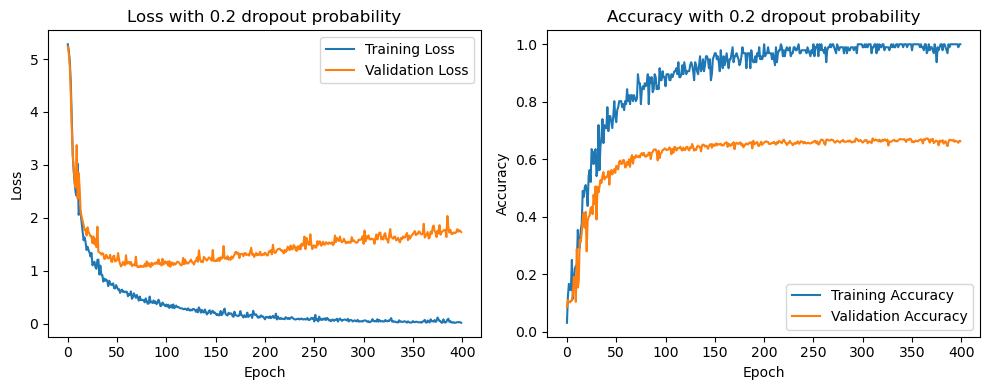 Loss with 0.2 dropout probability
Training Loss
Validation Loss
5
4
3
2
1
0
Loss
0 50 100 150 200 250 300 350 400
Epoch
Accuracy with 0.2 dropout probability
1.0
0.8
0.6
0.4
0.2
0.0
Accuracy
Training Accuracy
Validation Accuracy
0 50 100 150 200 250 300 350 400
Epoch